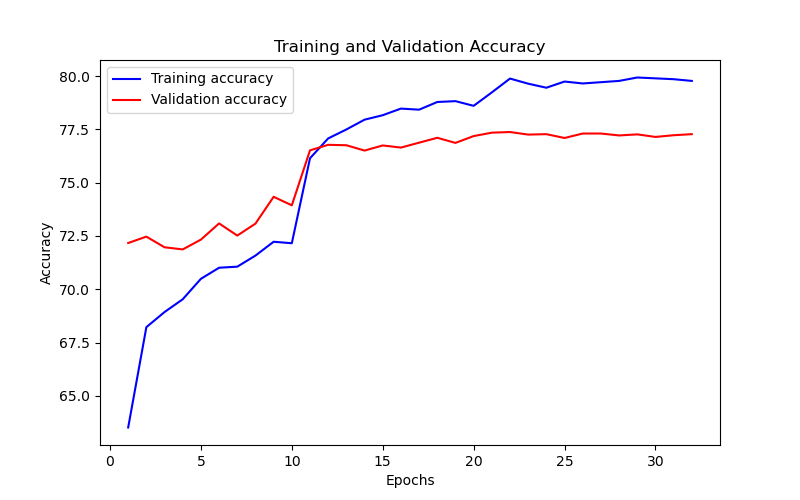 Training and Validation Accuracy
Training accuracy
Validation accuracy
80.0
77.5
75.0
72.5
70.0
67.5
65.0
Accuracy
0 5 10 15 20 25 30
Epochs